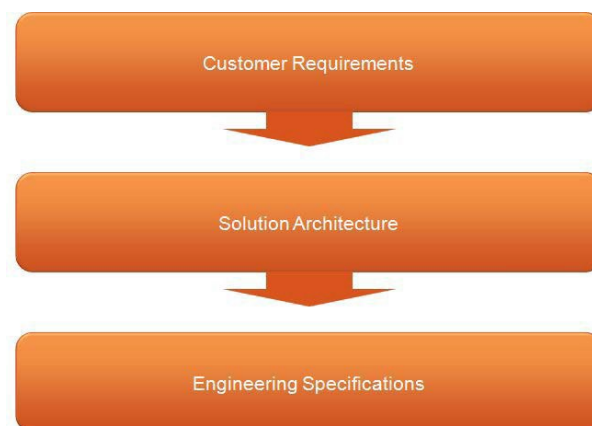 Customer Requirements
Solution Architecture
Engineering Specifications